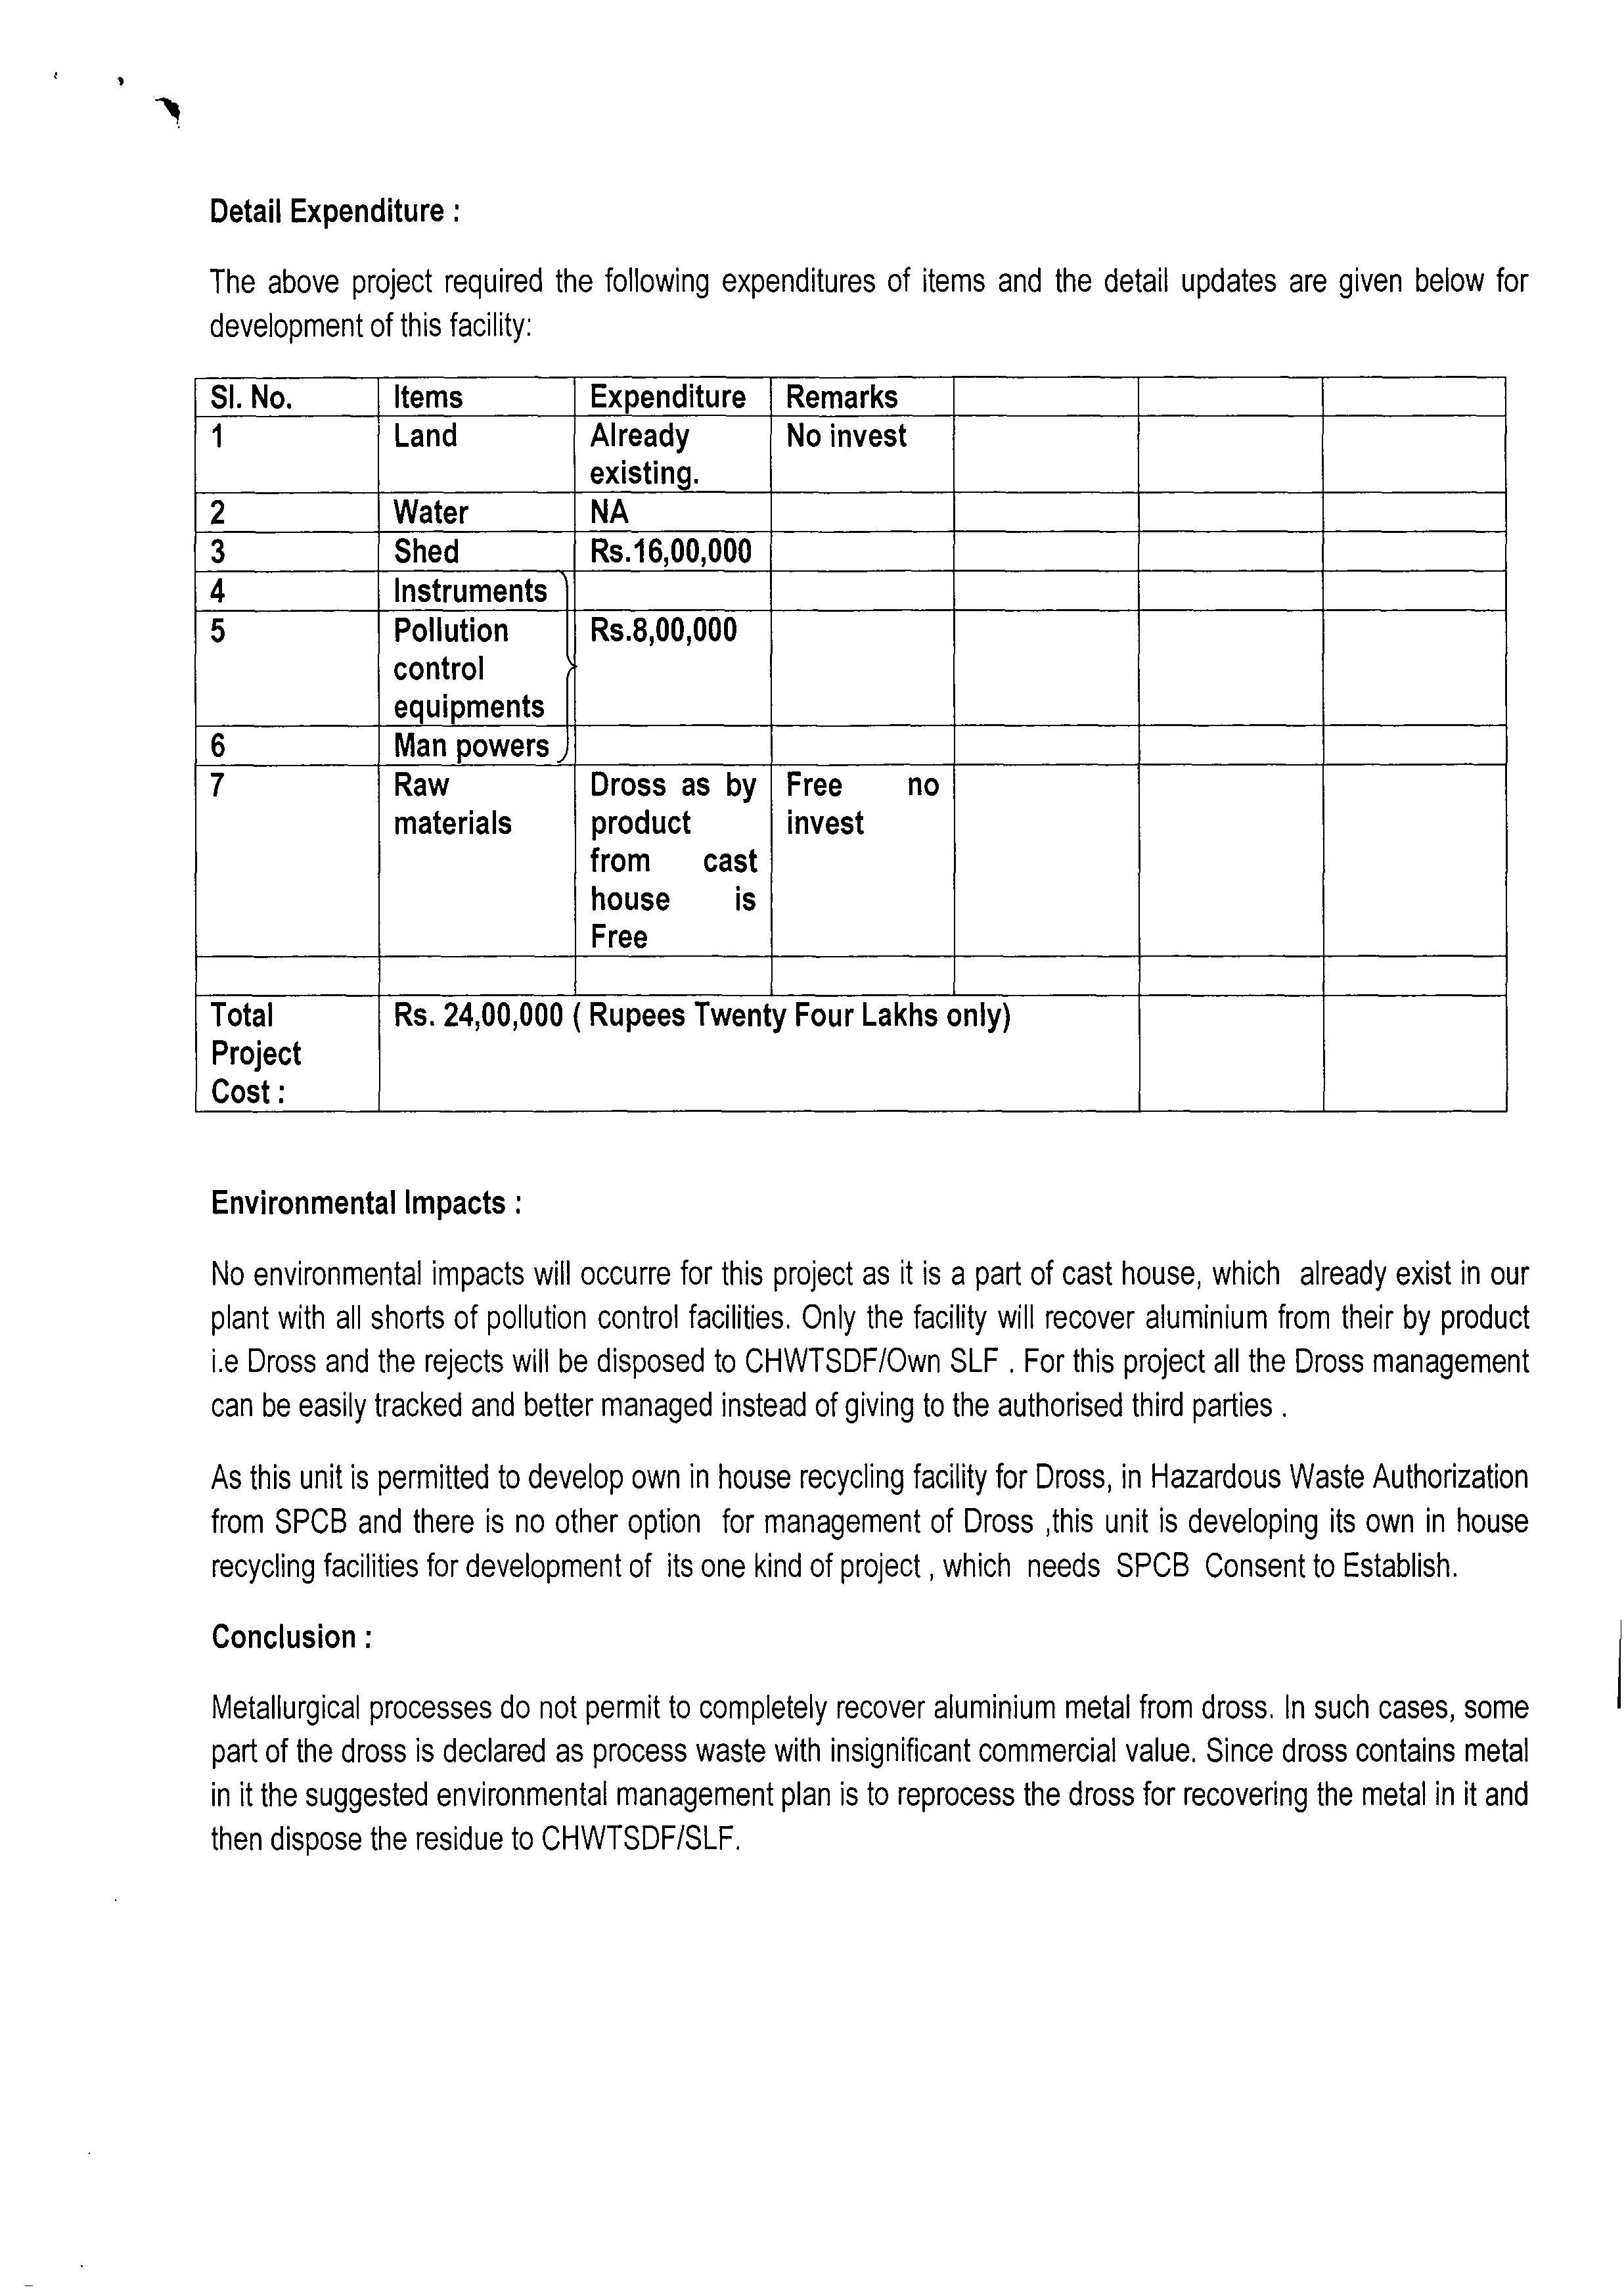 Detail Expenditure :
The above project required the following expenditures of items and the detail updates are given below for
development of this facility:
Sl. No. Items Expenditure Remarks
1 Land Already No invest
existing.
2 Water NA
3 Shed Rs.16,00,000
4 Instruments
5 Pollution Rs.8,00,000
control
equipments
6 Man powers
7 Raw Dross as by Free no
materials product invest
from cast
house is
Free
Total Rs. 24,00,000 ( Rupees Twenty Four Lakhs only)
Project
Cost :
Environmental Impacts :
No environmental impacts will occurre for this project as it is a part of cast house, which already exist in our
plant with all shorts of pollution control facilities. Only the facility will recover aluminium from their by product
i.e Dross and the rejects will be disposed to CHWTSDF/Own SLF . For this project all the Dross management
can be easily tracked and better managed instead of giving to the authorised third parties .
As this unit is permitted to develop own in house recycling facility for Dross, in Hazardous Waste Authorization
from SPCB and there is no other option for management of Dross ,this unit is developing its own in house
recycling facilities for development of its one kind of project , which needs SPCB Consent to Establish.
Conclusion :
Metallurgical processes do not permit to completely recover aluminium metal from dross. In such cases, some
part of the dross is declared as process waste with insignificant commercial value. Since dross contains metal
in it the suggested environmental management plan is to reprocess the dross for recovering the metal in it and
then dispose the residue to CHWTSDF/SLF.